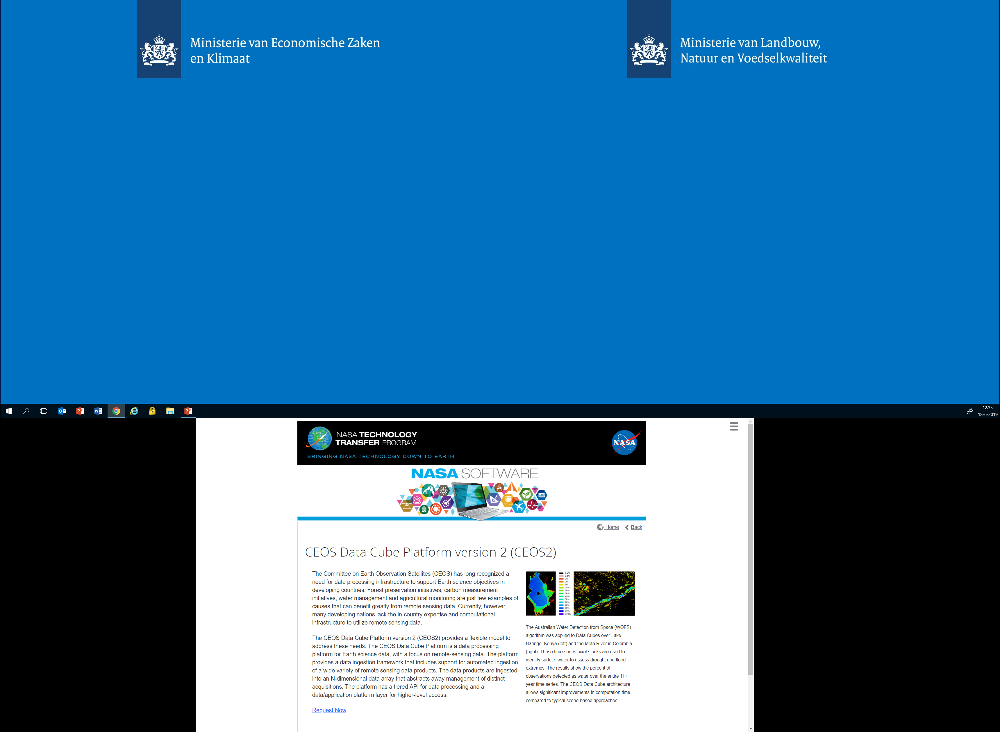 Ministerie van Economische Zaken
en Klimaat
Ministerie van Landbouw,
Natuur en Voedselkwaliteit
12:35
18-6-2019
NASA TECHNOLOGY
TRANSFER PROGRAM
BRINGING NASA TECHNOLOGY DOWN TO EARTH
NASA
NASA SOFTWARE
Home
Back
CEOS Data Cube Platform version 2 (CEOS2)
The Committee on Earth Observation Satellites (CEOS) has long recognized a
need for data processing infrastructure to support Earth science objectives in
developing countries. Forest preservation initiatives, carbon measurement
initiatives, water management and agricultural monitoring are just few examples of
causes that can benefit greatly from remote sensing data. Currently, however,
many developing nations lack the in-country expertise and computational
infrastructure to utilize remote sensing data.
The CEOS Data Cube Platform version 2 (CEOS2) provides a flexible model to
address these needs. The CEOS Data Cube Platform is a data processing
platform for Earth science data, with a focus on remote-sensing data. The platform
provides a data ingestion framework that includes support for automated ingestion
of a wide variety of remote sensing data products. The data products are ingested
into an N-dimensional data array that abstracts away management of distinct
acquisitions. The platform has a tiered API for data processing and a
data/application platform layer for higher-level access.
Request Now
0.2%
0.5%
1%
2%
5%
10%
20%
30%
40%
50%
60%
70%
80%
90%
100%
The Australian Water Detection from Space (WOFS)
algorithm was applied to Data Cubes over Lake
Baringo, Kenya (left) and the Meta River in Colombia
(right). These time-series pixel stacks are used to
identify surface water to assess drought and flood
extremes. The results show the percent of
observations detected as water over the entire 11+
year time series. The CEOS Data Cube architecture
allows significant improvements in computation time
compared to typical scene-based approaches.